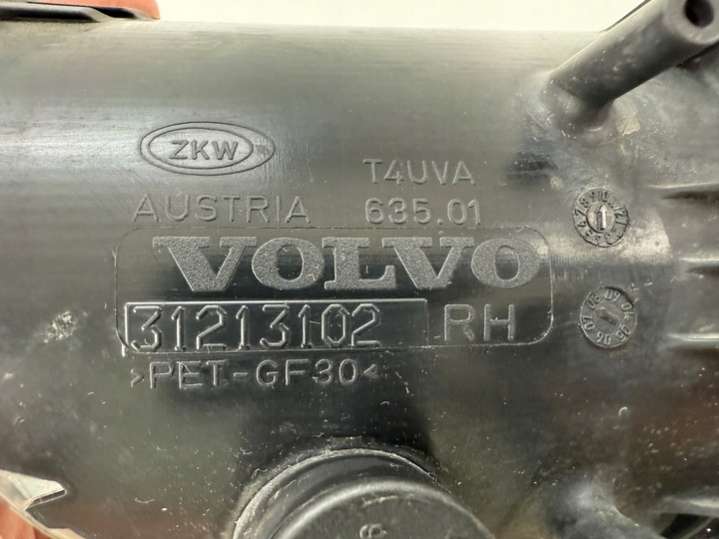 ZKW
T4UVA
AUSTRIA 635.01
VOLVO
31213102 RH
>PET-GF30<